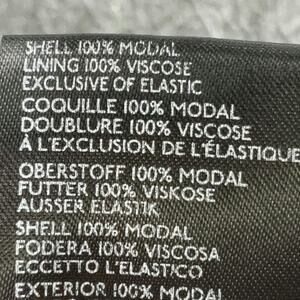 SHELL 100% MODAL
LINING 100% VISCOSE
EXCLUSIVE OF ELASTIC
COQUILLE 100% MODAL
DOUBLURE 100% VISCOSE
À L'EXCLUSION DE L'ÉLASTIQUE
OBERSTOFF 100% MODAL
FUTTER 100% VISKOSE
AUSSER ELASTIK
SHELL 100% MODAL
FODERA 100% VISCOSA
ECCETTO L'ELASTICO
EXTERIOR 100% MODAL